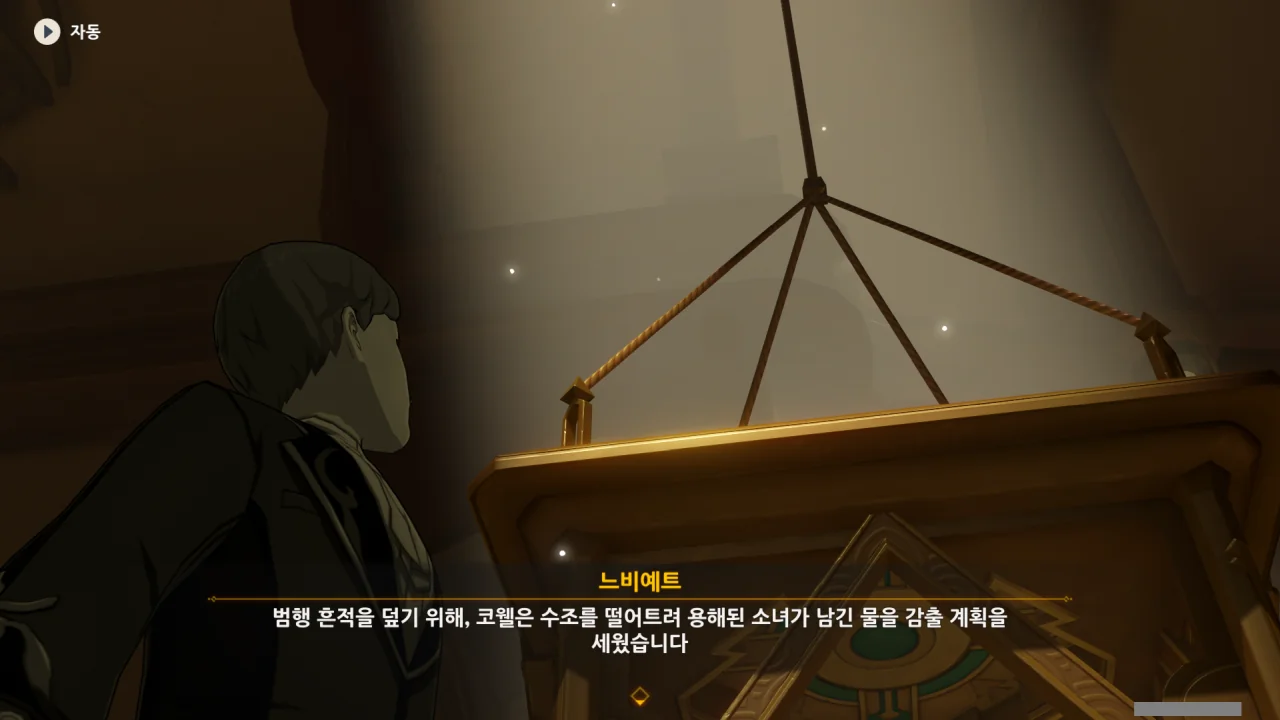 자동
느비예트
범행 흔적을 덮기 위해, 코웰은 수조를 떨어트려 용해된 소녀가 남긴 물을 감출 계획을
세웠습니다